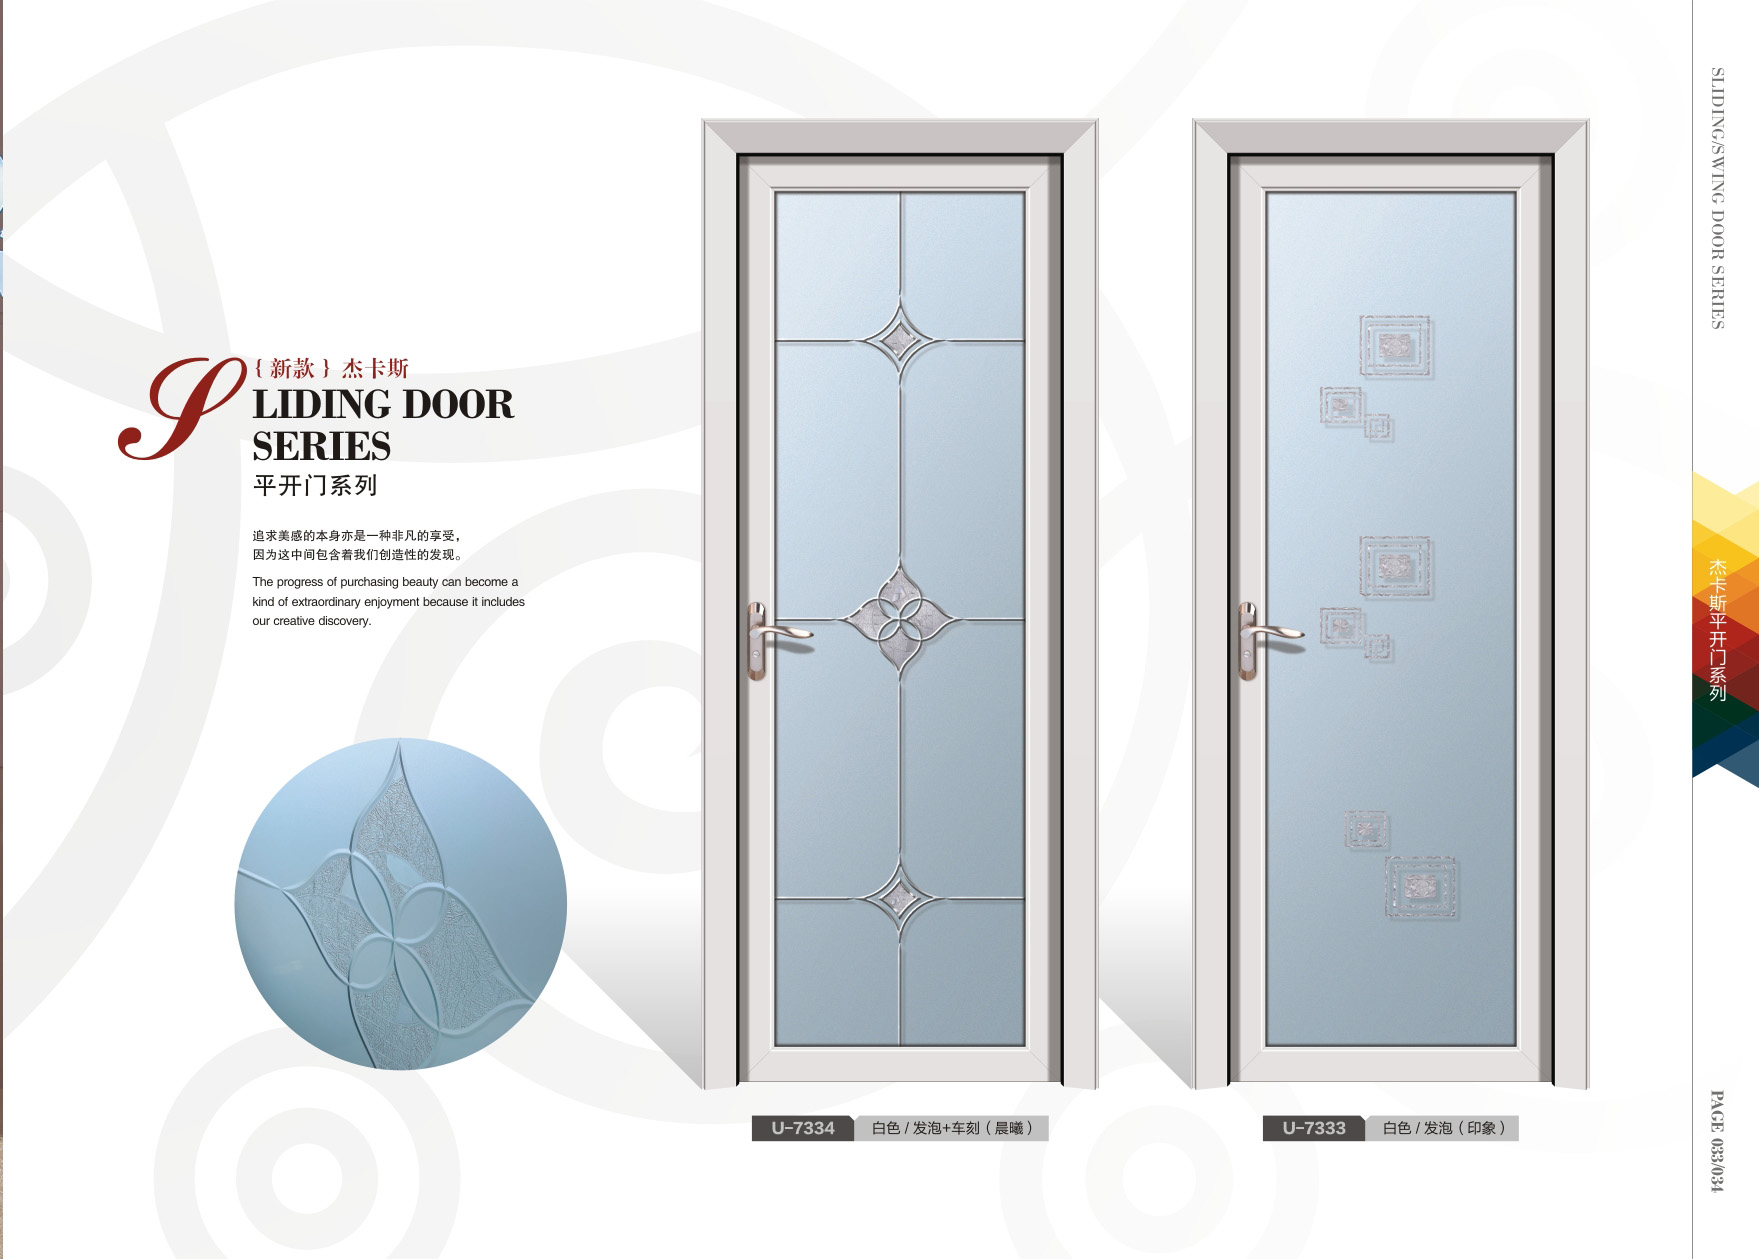 { 新款 } 杰卡斯
SLIDING DOOR
SERIES
平开门系列
追求美感的本身亦是一种非凡的享受，
因为这中间包含着我们创造性的发现。
The progress of purchasing beauty can become a
kind of extraordinary enjoyment because it includes
our creative discovery.
U-7334 白色 / 发泡+车刻（晨曦）
U-7333 白色 / 发泡（印象）
SLIDING/SWING DOOR SERIES
杰卡斯平开门系列
PAGE 033/034